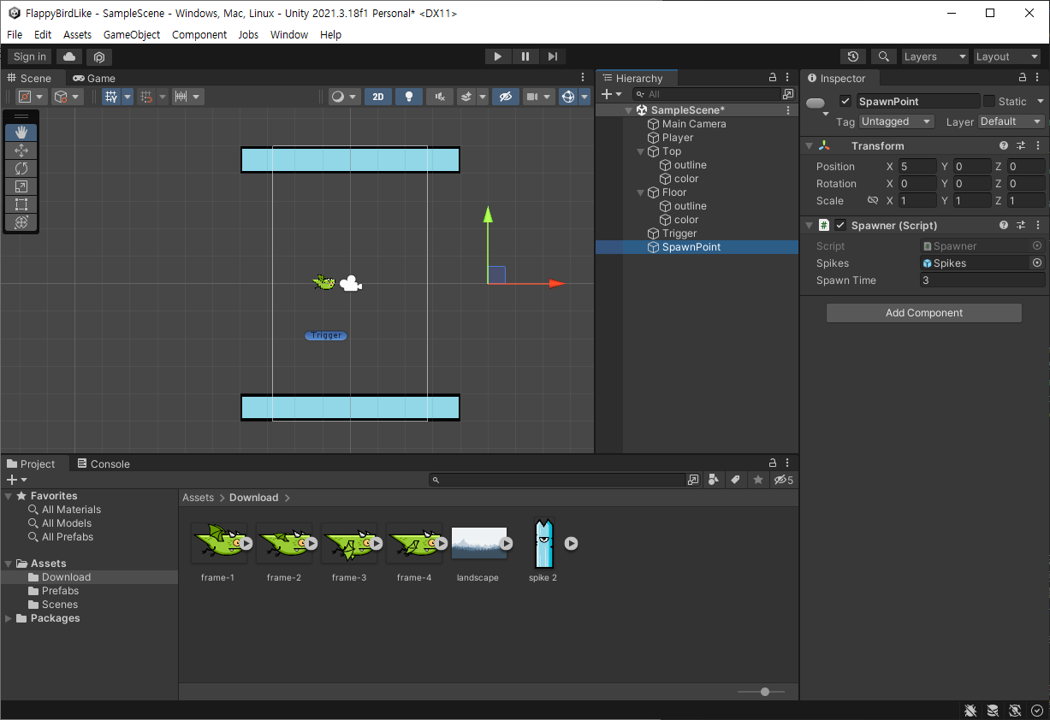 FlappyBirdLike - SampleScene - Windows, Mac, Linux - Unity 2021.3.18f1 Personal* <DX11>
File Edit Assets GameObject Component Jobs Window Help
Sign in Layers Layout
Scene Game
2D
Trigger
Hierarchy
All
SampleScene*
Main Camera
Player
Top
outline
color
Floor
outline
color
Trigger
SpawnPoint
Inspector
SpawnPoint Static
Tag Untagged Layer Default
Transform
Position X 5 Y 0 Z 0
Rotation X 0 Y 0 Z 0
Scale X 1 Y 1 Z 1
Spawner (Script)
Script Spawner
Spikes Spikes
Spawn Time 3
Add Component
Project Console
5
Favorites
All Materials
All Models
All Prefabs
Assets
Download
Prefabs
Scenes
Packages
Assets > Download >
frame-1 frame-2 frame-3 frame-4 landscape spike 2